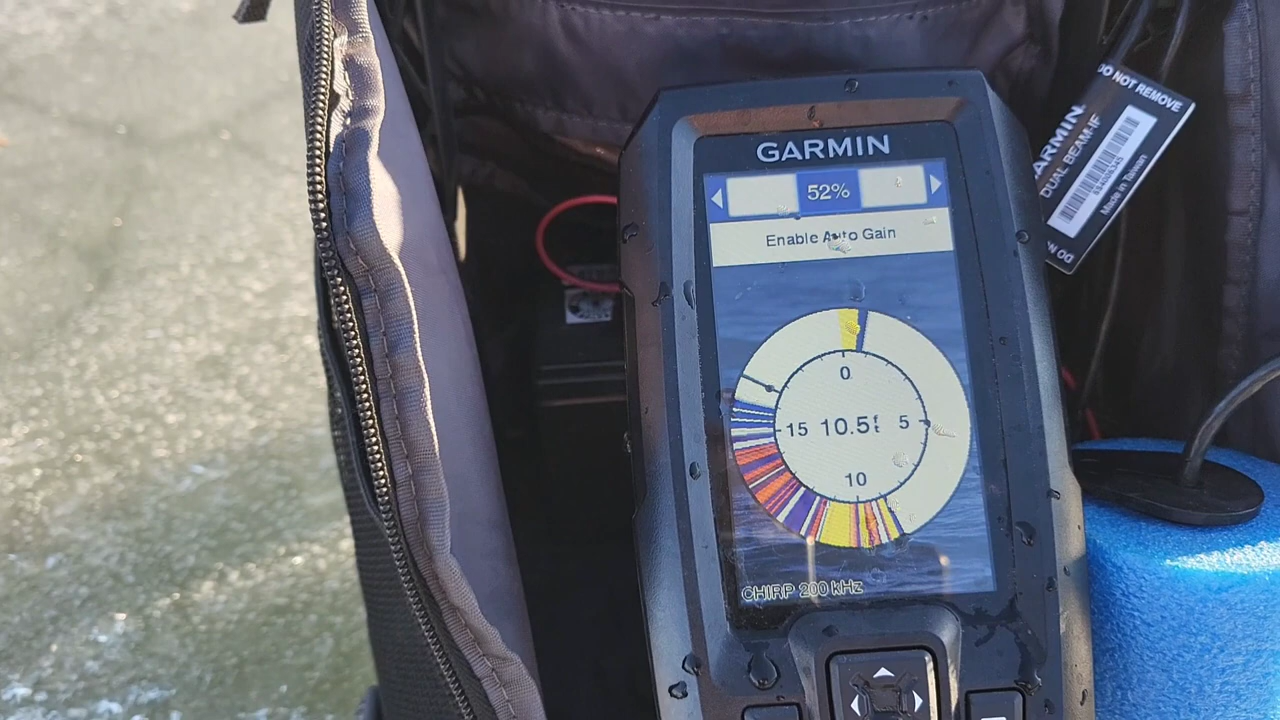 GARMIN
52%
Enable Auto Gain
0
15 10.5 5
10
CHIRP 200 kHz
DO NOT REMOVE
GARMIN
DUAL BEAM-IF
Made in Taiwan